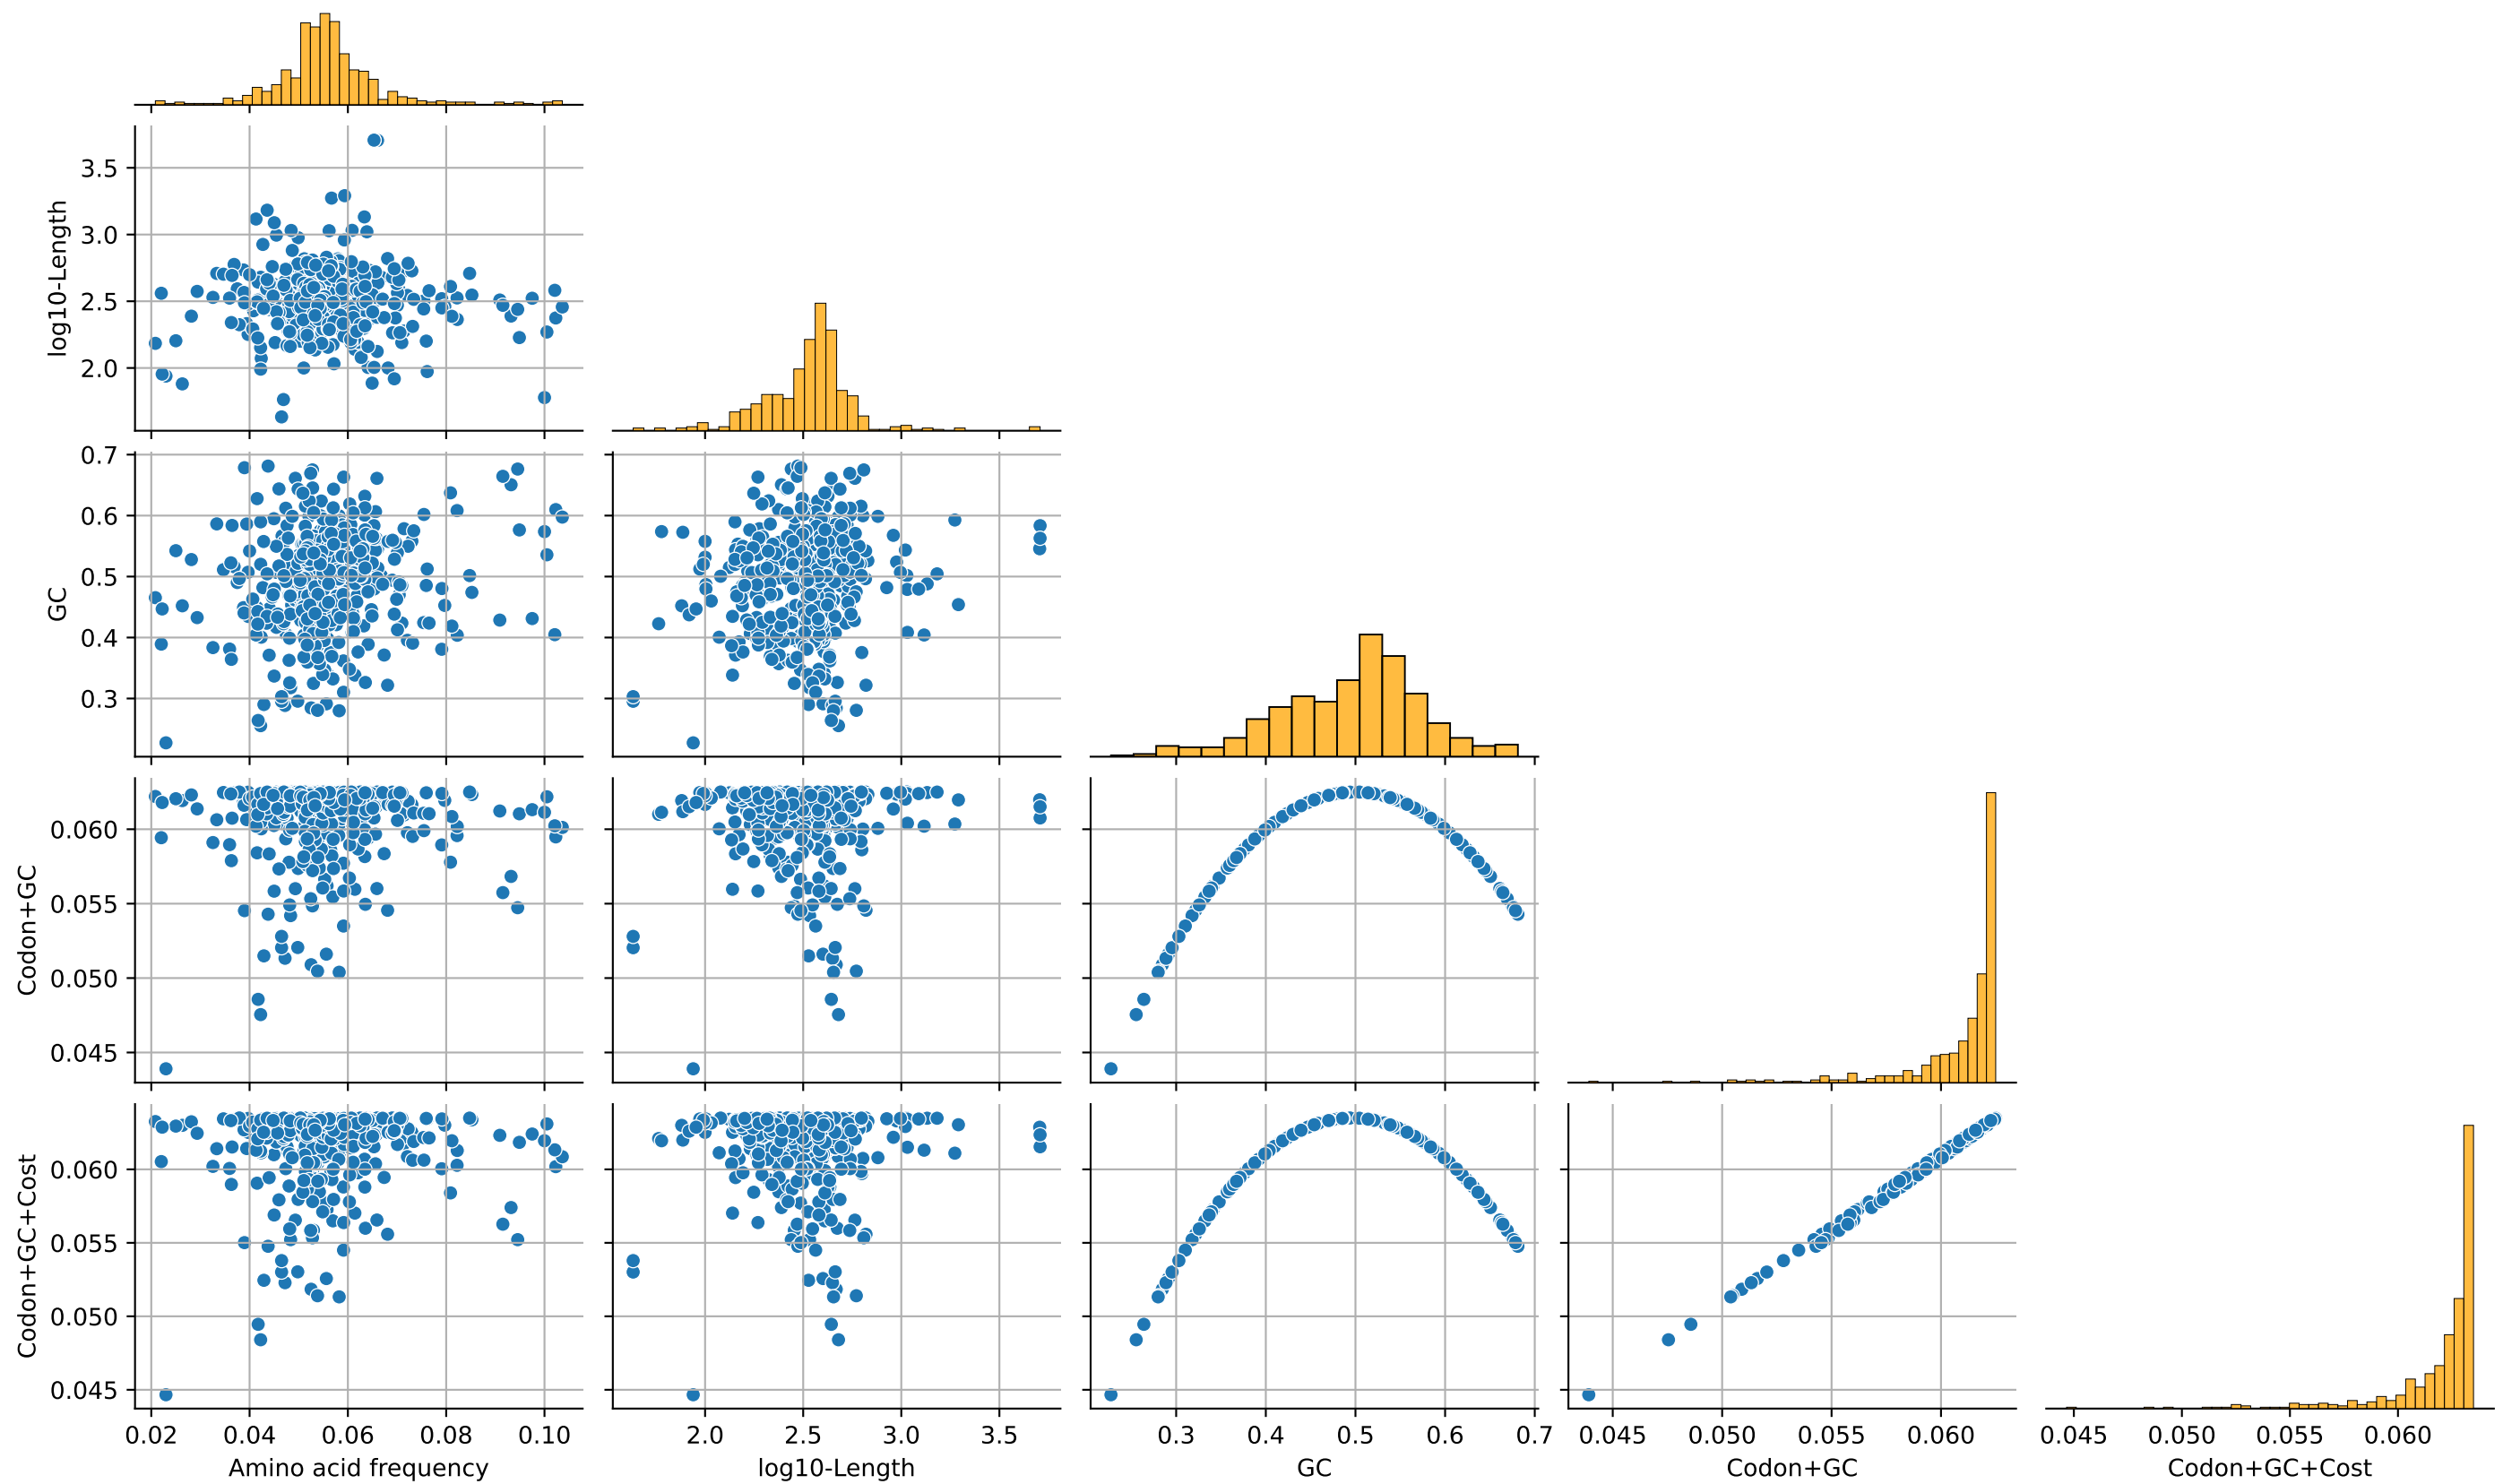 3.5
3.0
2.5
2.0
log10-Length
0.7
0.6
0.5
0.4
0.3
GC
0.060
0.055
0.050
0.045
Codon+GC
0.060
0.055
0.050
0.045
Codon+GC+Cost
0.02 0.04 0.06 0.08 0.10
Amino acid frequency
2.0 2.5 3.0 3.5
log10-Length
0.3 0.4 0.5 0.6 0.7
GC
0.045 0.050 0.055 0.060
Codon+GC
0.045 0.050 0.055 0.060
Codon+GC+Cost